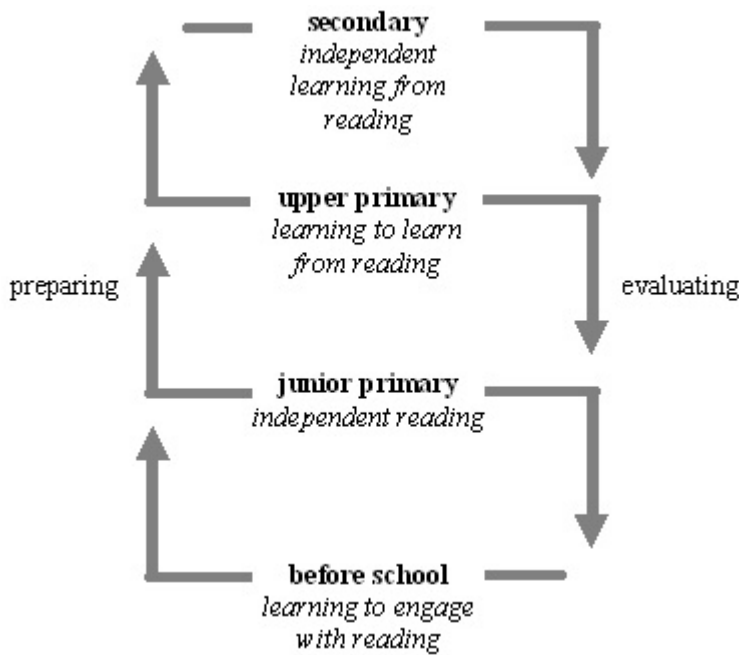 secondary
independent
learning from
reading
upper primary
learning to learn
from reading
preparing
evaluating
junior primary
independent reading
before school
learning to engage
with reading